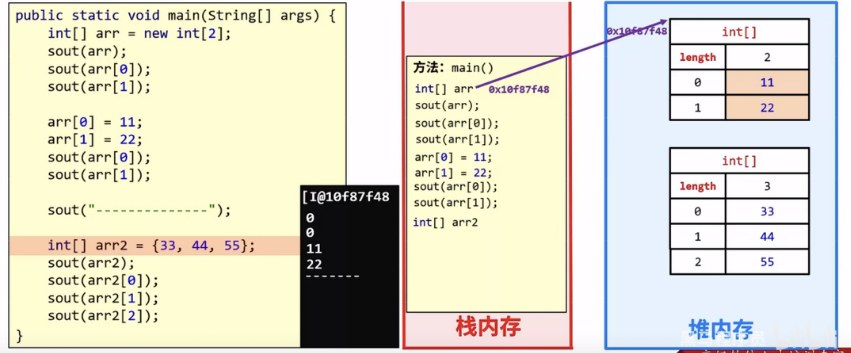 public static void main(String[] args) {
int[] arr = new int[2];
sout(arr);
sout(arr[0]);
sout(arr[1]);
arr[0] = 11;
arr[1] = 22;
sout(arr[0]);
sout(arr[1]);
sout("--------------");
int[] arr2 = {33, 44, 55};
sout(arr2);
sout(arr2[0]);
sout(arr2[1]);
sout(arr2[2]);
}
[I@10f87f48
0
0
11
22
-------
方法：main()
int[] arr 0x10f87f48
sout(arr);
sout(arr[0]);
sout(arr[1]);
arr[0] = 11;
arr[1] = 22;
sout(arr[0]);
sout(arr[1]);
int[] arr2
栈内存
0x10f87f48
int[]
length 2
0 11
1 22
int[]
length 3
0 33
1 44
2 55
堆内存